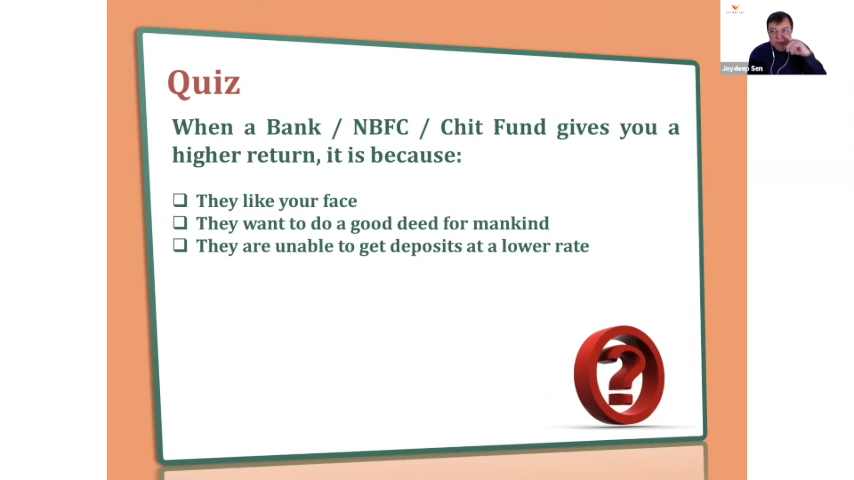 Quiz
When a Bank / NBFC / Chit Fund gives you a
higher return, it is because:
They like your face
They want to do a good deed for mankind
They are unable to get deposits at a lower rate
Joydeep Sen